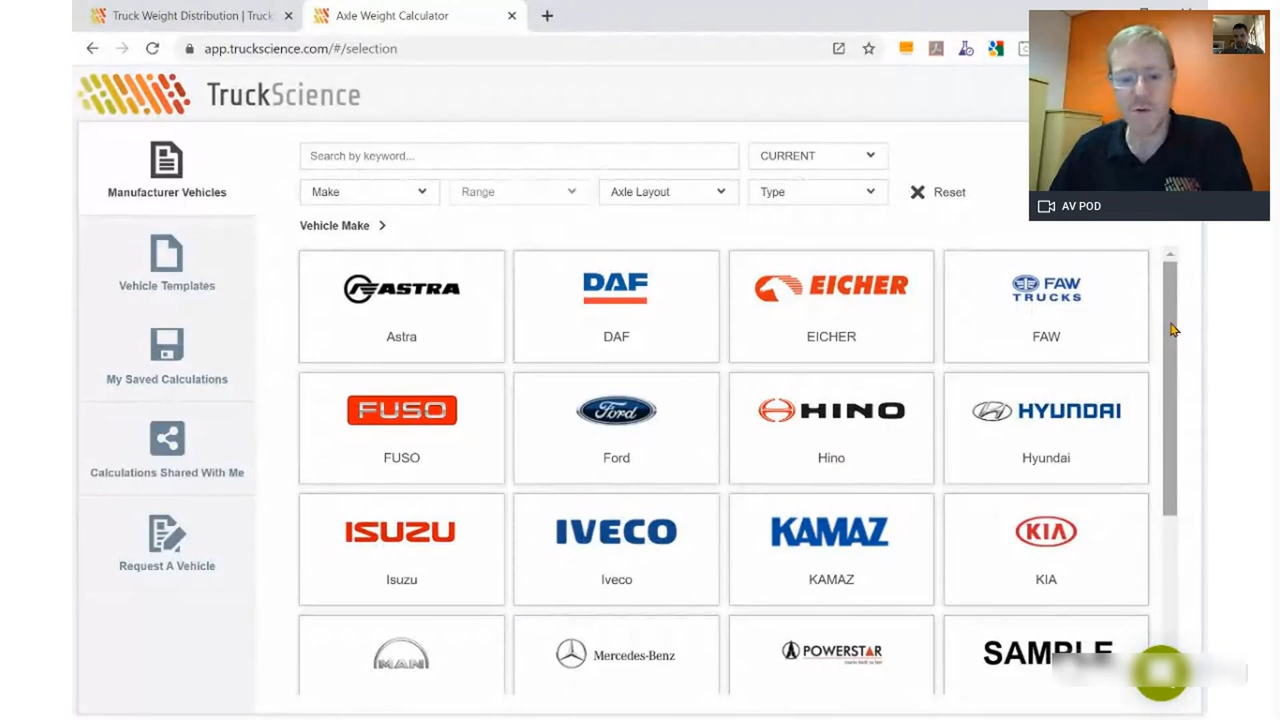 Truck Weight Distribution | Truck
Axle Weight Calculator
app.truckscience.com/#/selection
TruckScience
AV POD
Manufacturer Vehicles
Search by keyword...
CURRENT
Make
Range
Axle Layout
Type
Reset
Vehicle Make
Vehicle Templates
My Saved Calculations
Calculations Shared With Me
Request A Vehicle
ASTRA
DAF
EICHER
FAW
TRUCKS
Astra
DAF
EICHER
FAW
FUSO
Ford
HINO
HYUNDAI
FUSO
Ford
Hino
Hyundai
ISUZU
IVECO
KAMAZ
KIA
Isuzu
Iveco
KAMAZ
KIA
MAN
Mercedes-Benz
POWERSTAR
SAMPLE